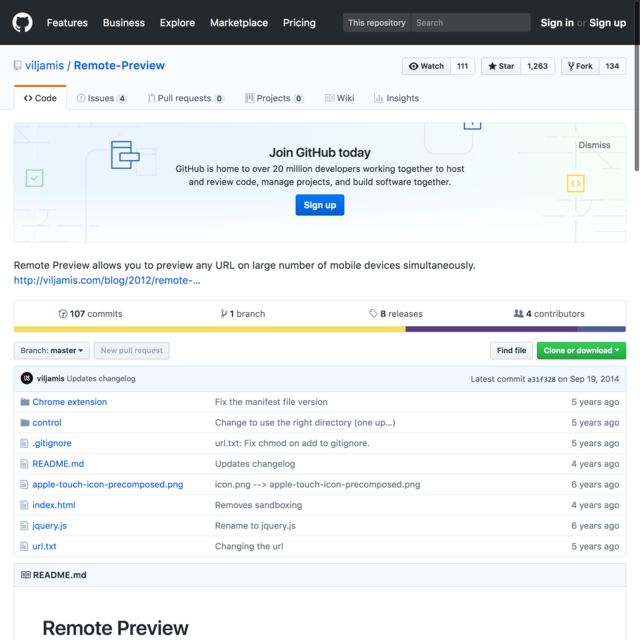 Features Business Explore Marketplace Pricing This repository Search Sign in or Sign up
viljamis / Remote-Preview Watch 111 Star 1,263 Fork 134
Code Issues 4 Pull requests 0 Projects 0 Wiki Insights
Dismiss
Join GitHub today
GitHub is home to over 20 million developers working together to host
and review code, manage projects, and build software together.
Sign up
Remote Preview allows you to preview any URL on large number of mobile devices simultaneously.
http://viljamis.com/blog/2012/remote-...
107 commits 1 branch 8 releases 4 contributors
Branch: master New pull request Find file Clone or download
viljamis Updates changelog Latest commit a31f328 on Sep 19, 2014
Chrome extension Fix the manifest file version 5 years ago
control Change to use the right directory (one up...) 5 years ago
.gitignore url.txt: Fix chmod on add to gitignore. 5 years ago
README.md Updates changelog 4 years ago
apple-touch-icon-precomposed.png icon.png --> apple-touch-icon-precomposed.png 6 years ago
index.html Removes sandboxing 4 years ago
jquery.js Rename to jquery.js 6 years ago
url.txt Changing the url 5 years ago
README.md
Remote Preview